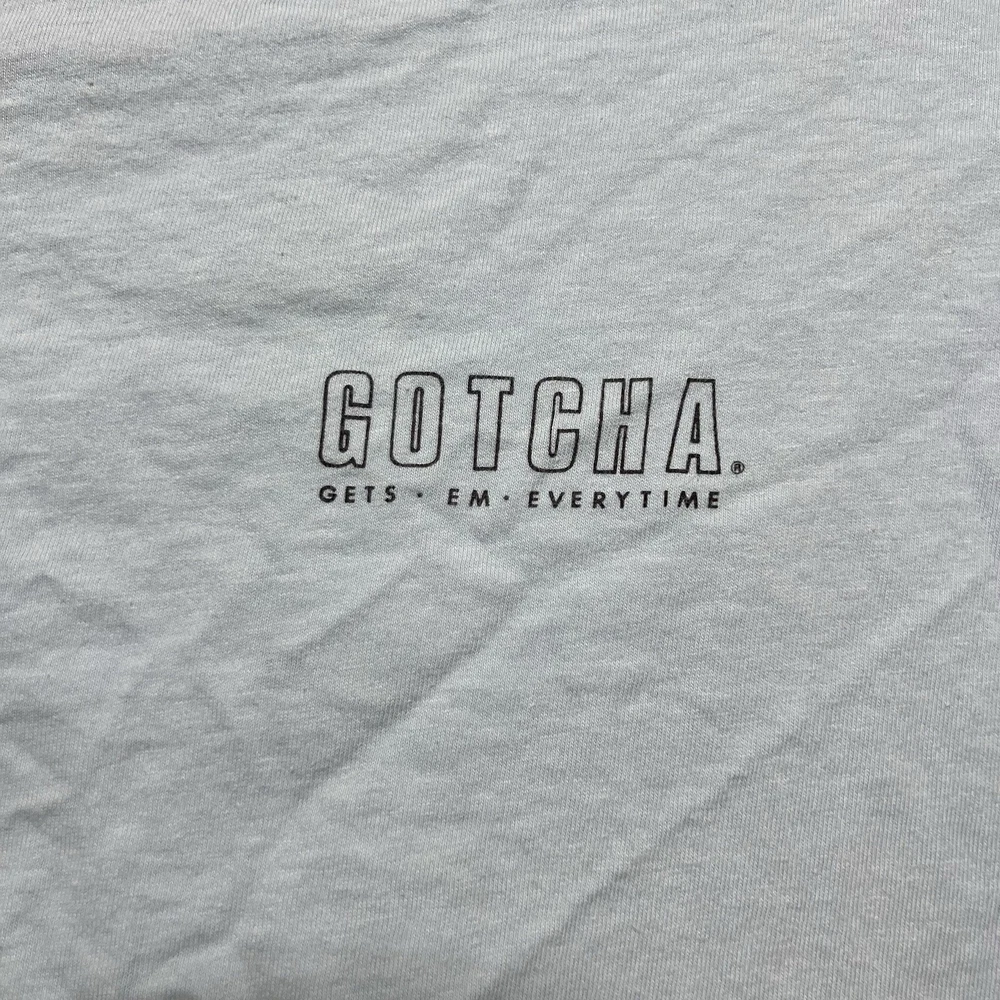 GOTCHA.®
GETS · EM · EVERYTIME